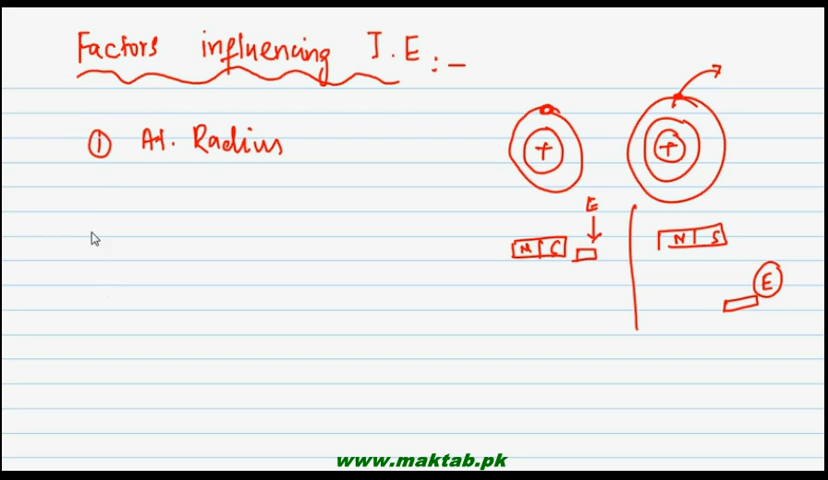 Factors influencing I.E:-
① At. Radius
+
+
E
N S
N S
E
www.maktab.pk